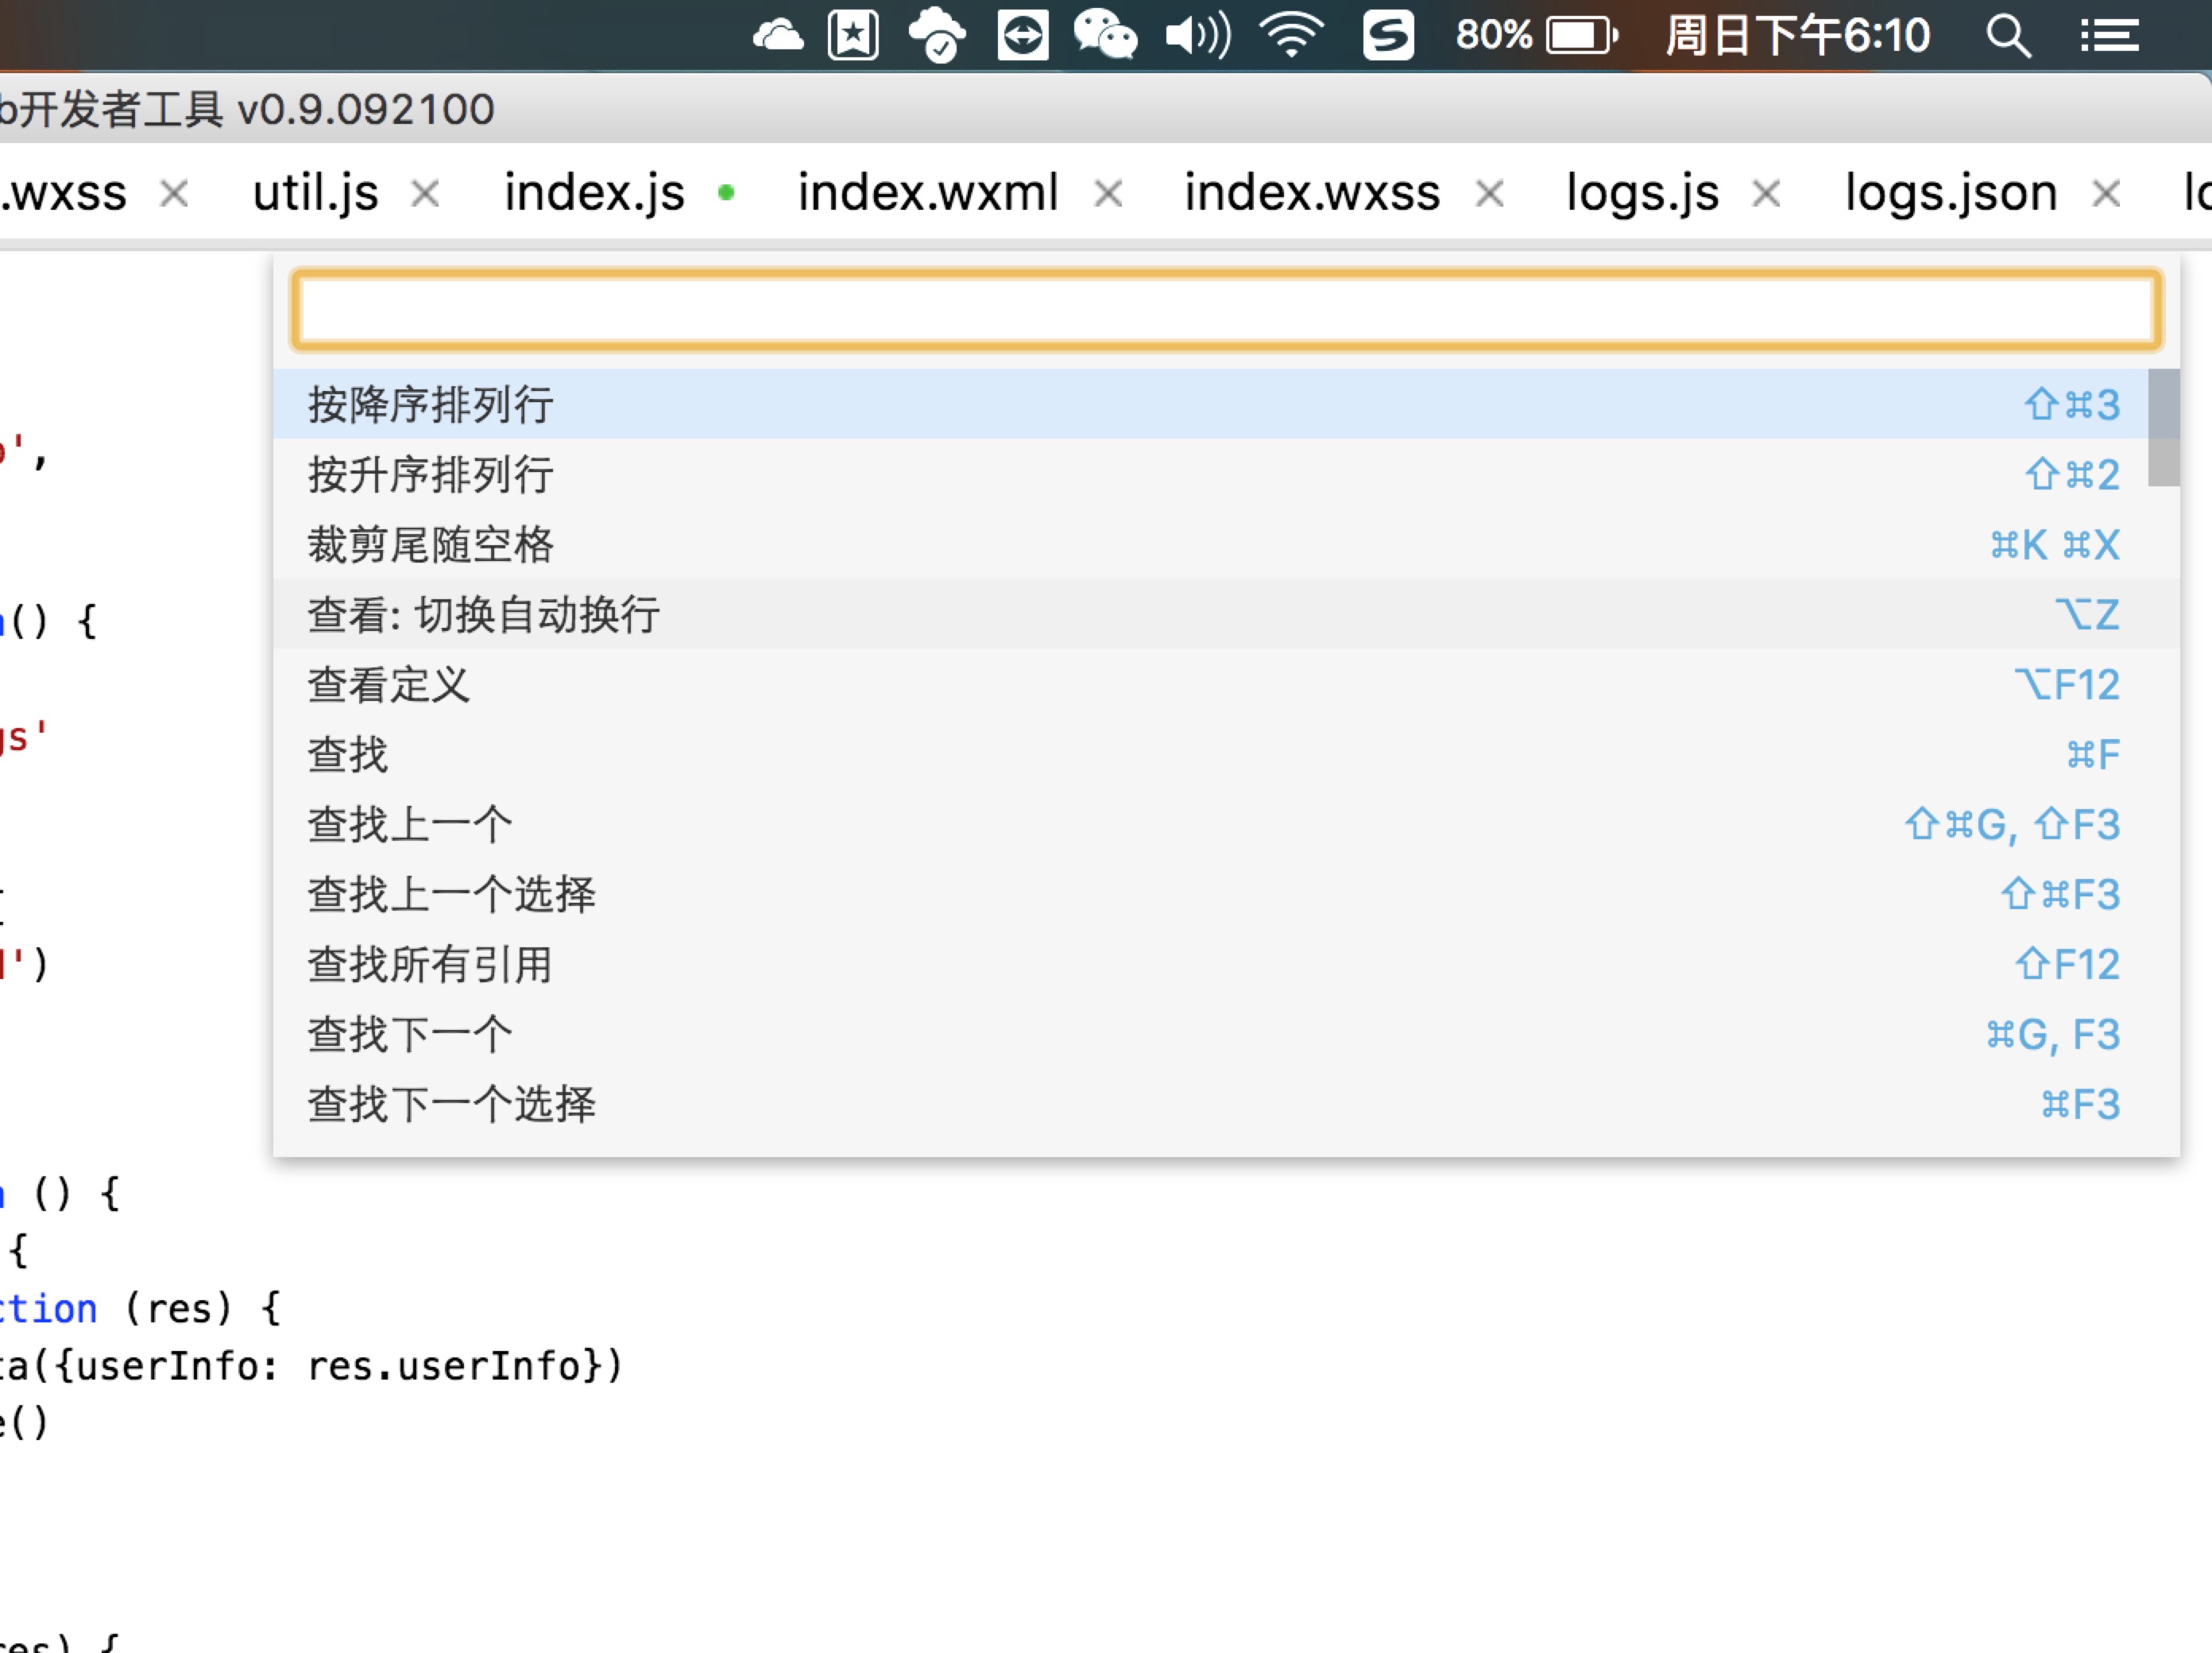 80% 周日下午6:10
b开发者工具 v0.9.092100
.wxss util.js index.js index.wxml index.wxss logs.js logs.json
按降序排列行 ⇧⌘3
按升序排列行 ⇧⌘2
裁剪尾随空格 ⌘K ⌘X
查看: 切换自动换行 ⌥Z
查看定义 ⌥F12
查找 ⌘F
查找上一个 ⇧⌘G, ⇧F3
查找上一个选择 ⇧⌘F3
查找所有引用 ⇧F12
查找下一个 ⌘G, F3
查找下一个选择 ⌘F3
',
() {
gs'
')
() {
{
ction (res) {
ta({userInfo: res.userInfo})
e()
res) {